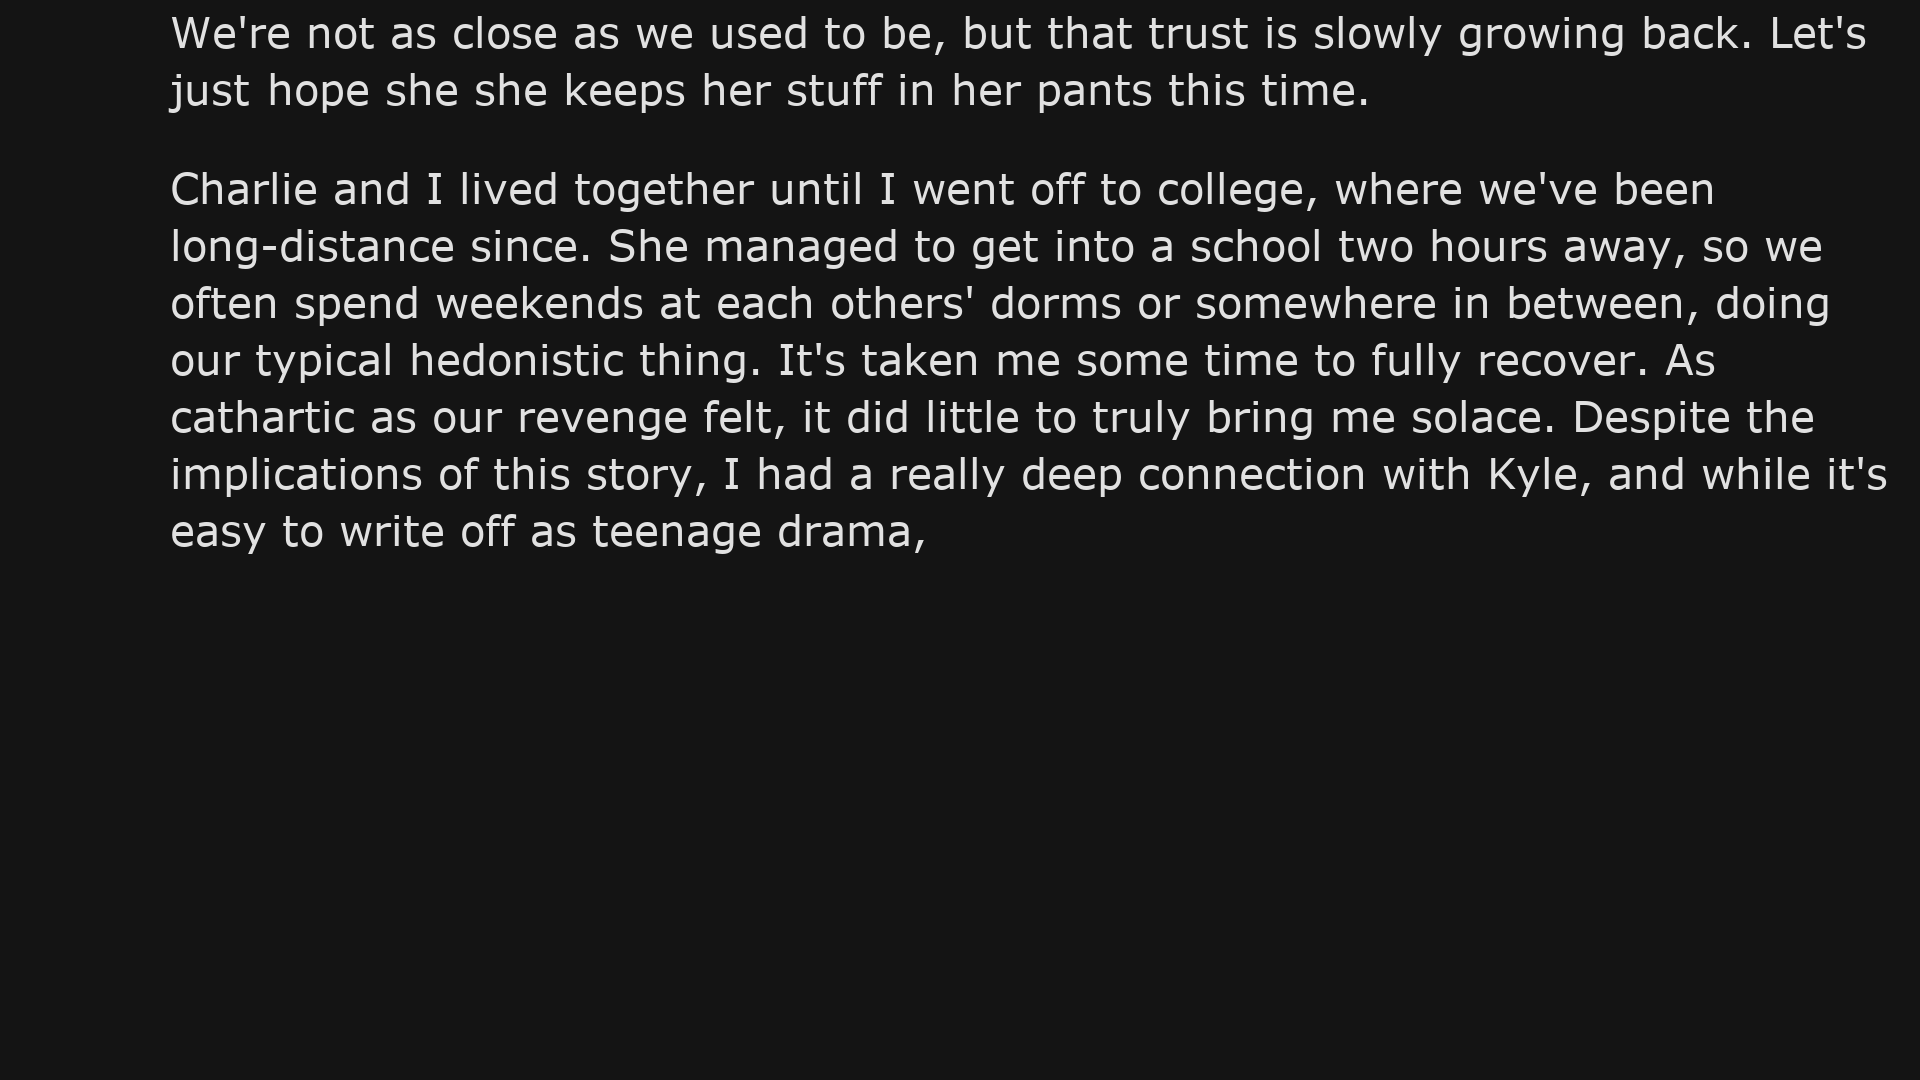 We're not as close as we used to be, but that trust is slowly growing back. Let's
just hope she she keeps her stuff in her pants this time.
Charlie and I lived together until I went off to college, where we've been
long-distance since. She managed to get into a school two hours away, so we
often spend weekends at each others' dorms or somewhere in between, doing
our typical hedonistic thing. It's taken me some time to fully recover. As
cathartic as our revenge felt, it did little to truly bring me solace. Despite the
implications of this story, I had a really deep connection with Kyle, and while it's
easy to write off as teenage drama,